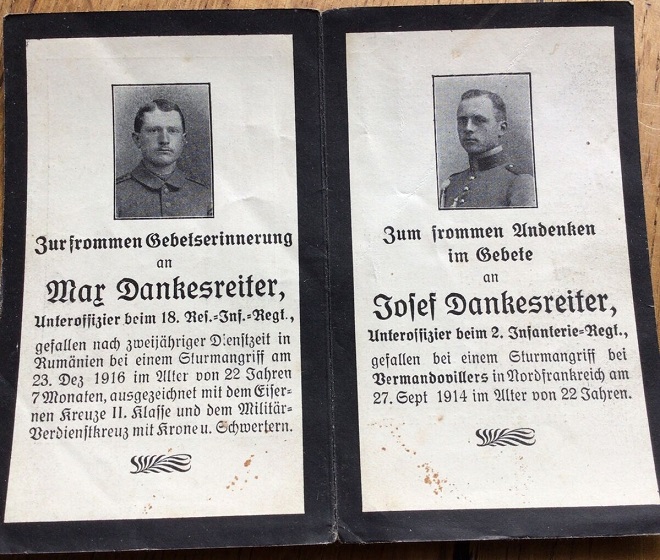 Zur frommen Gebetserinnerung
an
Max Dankesreiter,
Unteroffizier beim 18. Res.-Inf.-Regt.,
gefallen nach zweijähriger Dienstzeit in
Rumänien bei einem Sturmangriff am
23. Dez 1916 im Alter von 22 Jahren
7 Monaten, ausgezeichnet mit dem Eiser-
nen Kreuze II. Klasse und dem Militär-
Verdienstkreuz mit Krone u. Schwertern.
Zum frommen Andenken
im Gebete
an
Josef Dankesreiter,
Unteroffizier beim 2. Infanterie-Regt.,
gefallen bei einem Sturmangriff bei
Vermandovillers in Nordfrankreich am
27. Sept 1914 im Alter von 22 Jahren.